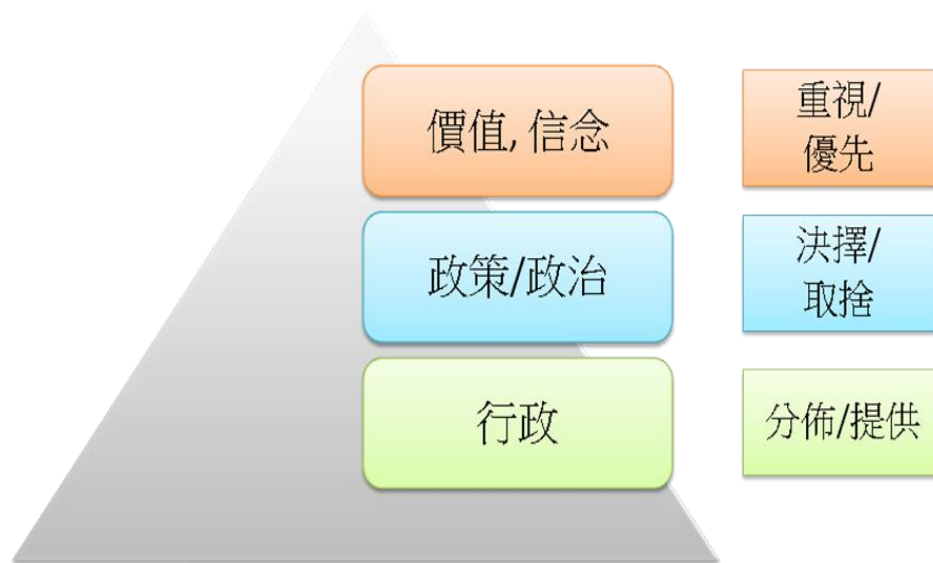 價值, 信念
重視/
優先
政策/政治
決擇/
取捨
行政
分佈/提供